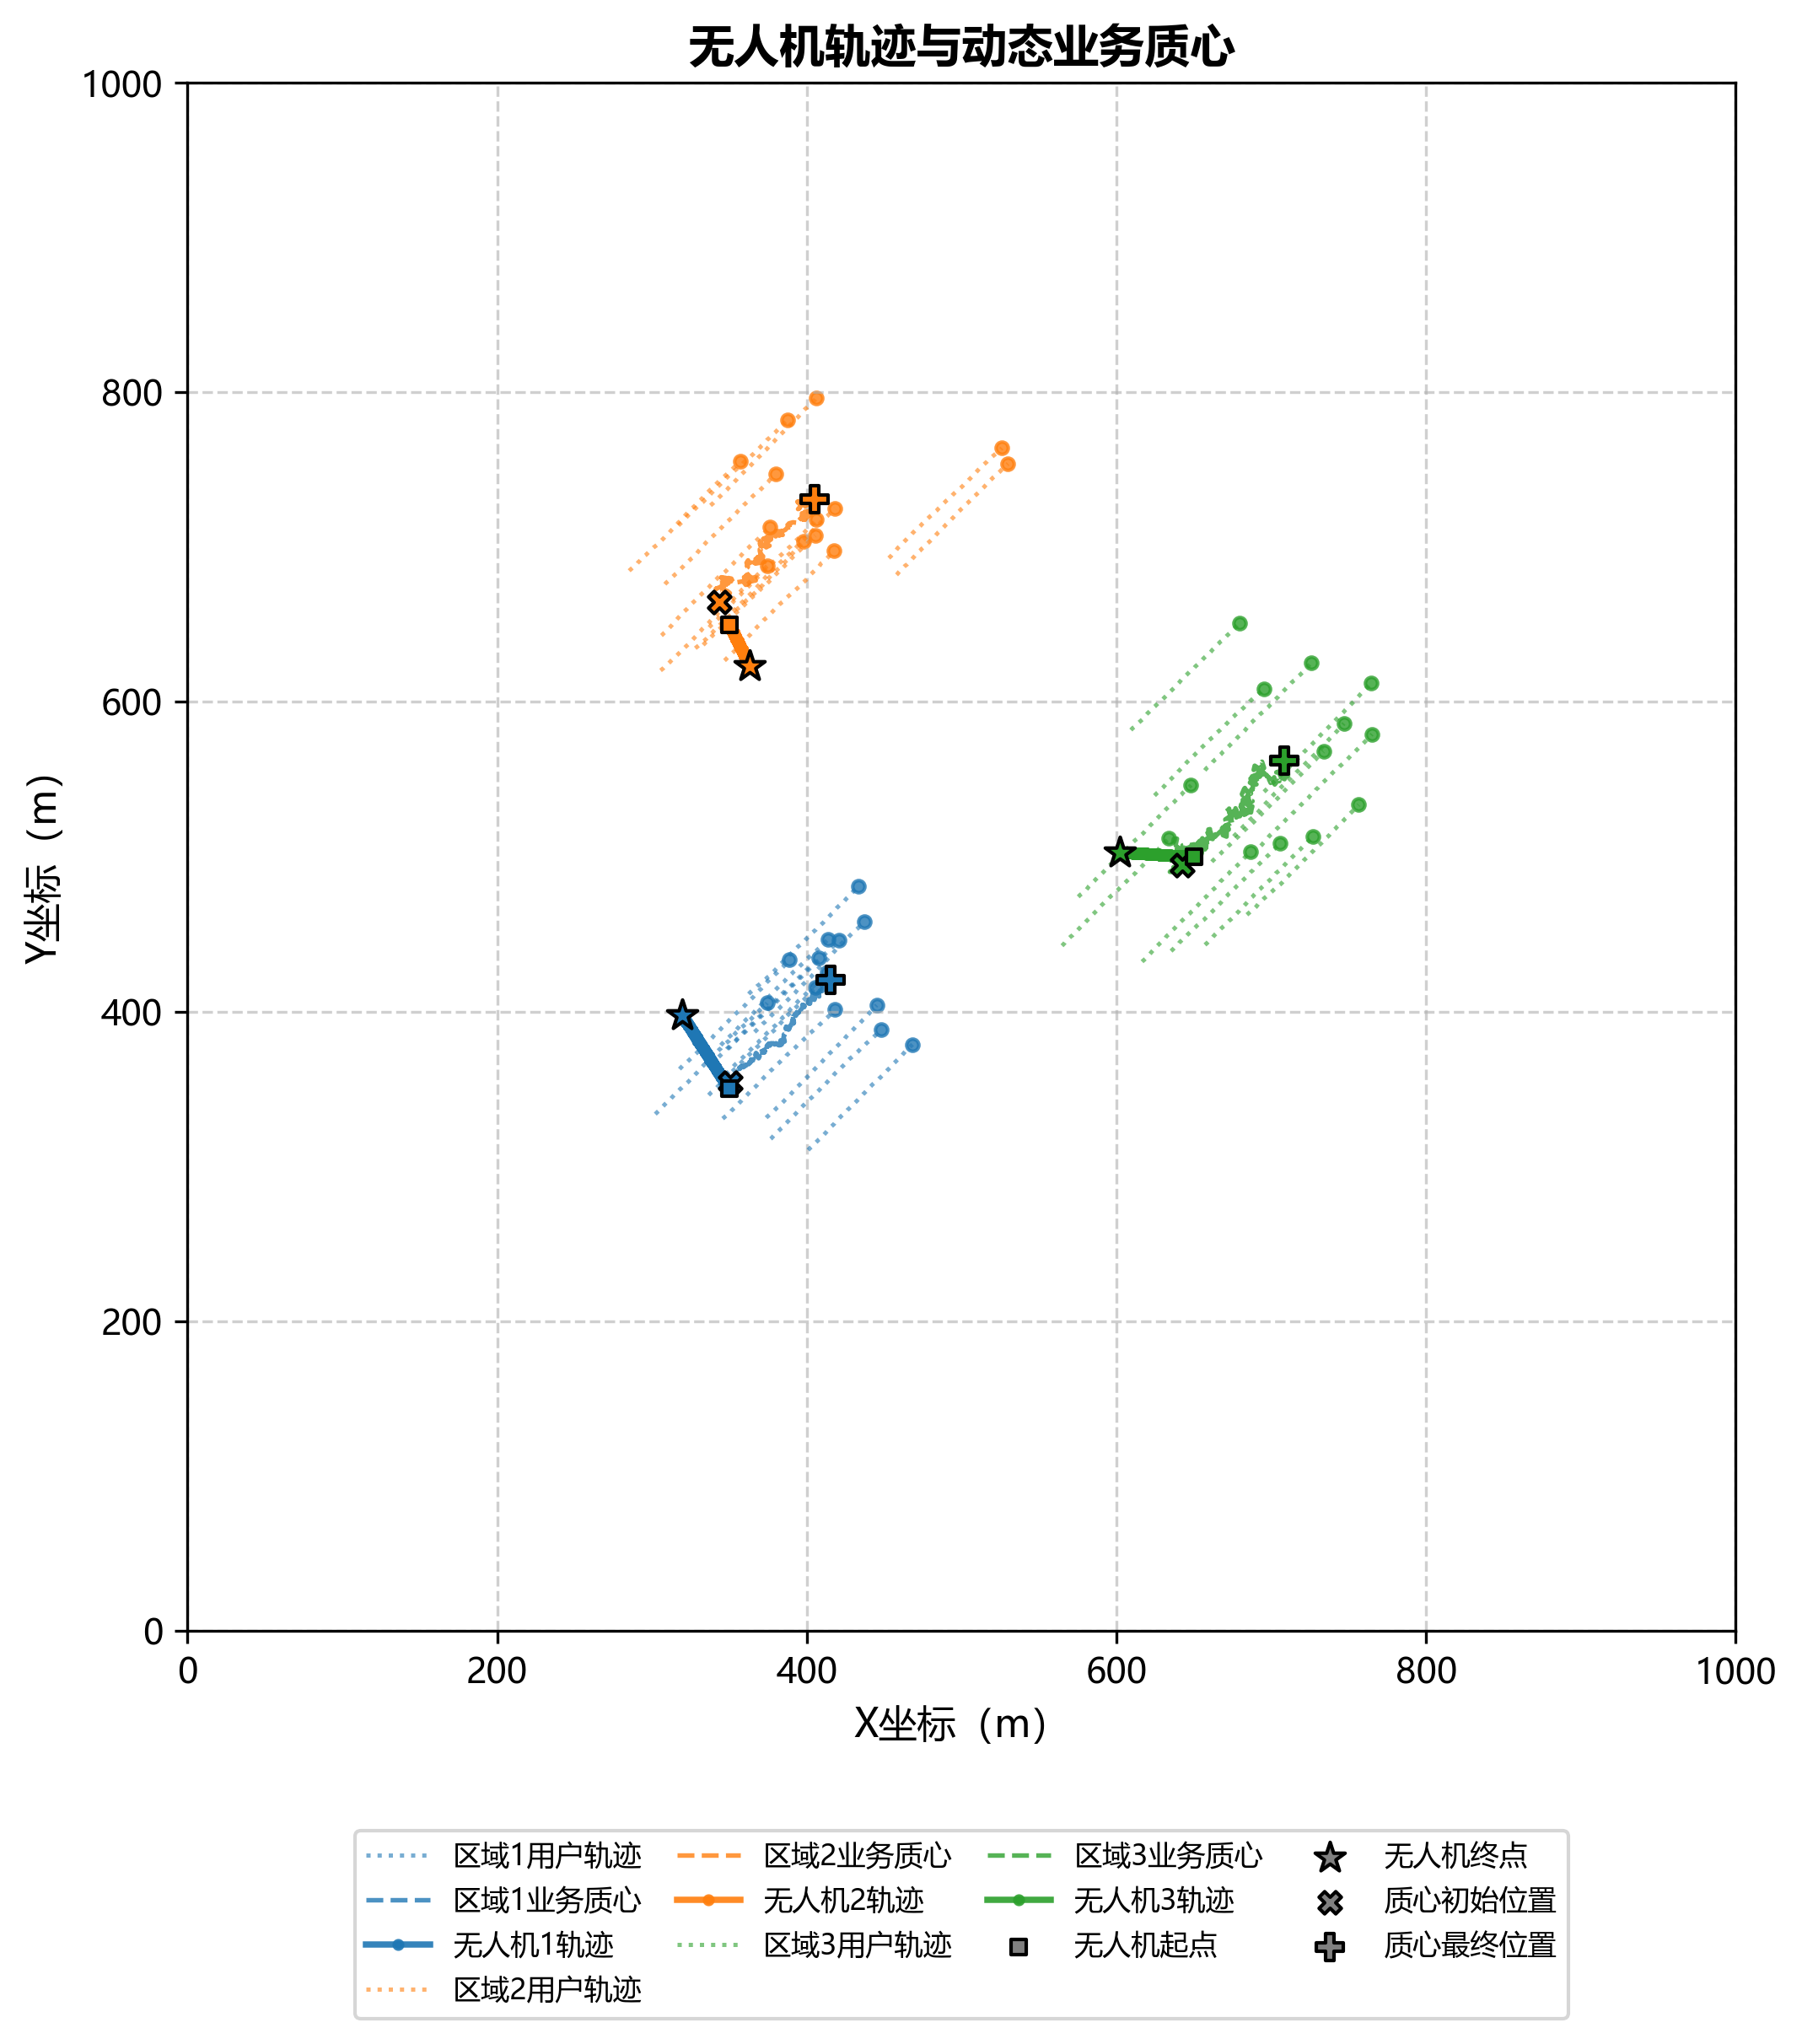 无人机轨迹与动态业务质心
1000
800
600
400
200
0
Y坐标（m）
0 200 400 600 800 1000
X坐标（m）
区域1用户轨迹 区域2业务质心 区域3业务质心 无人机终点
区域1业务质心 无人机2轨迹 无人机3轨迹 质心初始位置
无人机1轨迹 区域3用户轨迹 无人机起点 质心最终位置
区域2用户轨迹